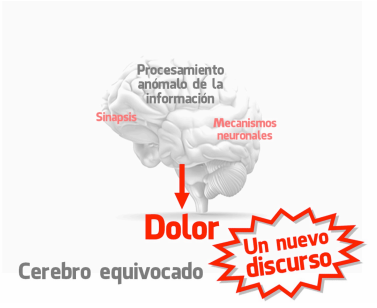 Procesamiento
anómalo de la
información
Sinapsis
Mecanismos
neuronales
Dolor
Un nuevo
discurso
Cerebro equivocado